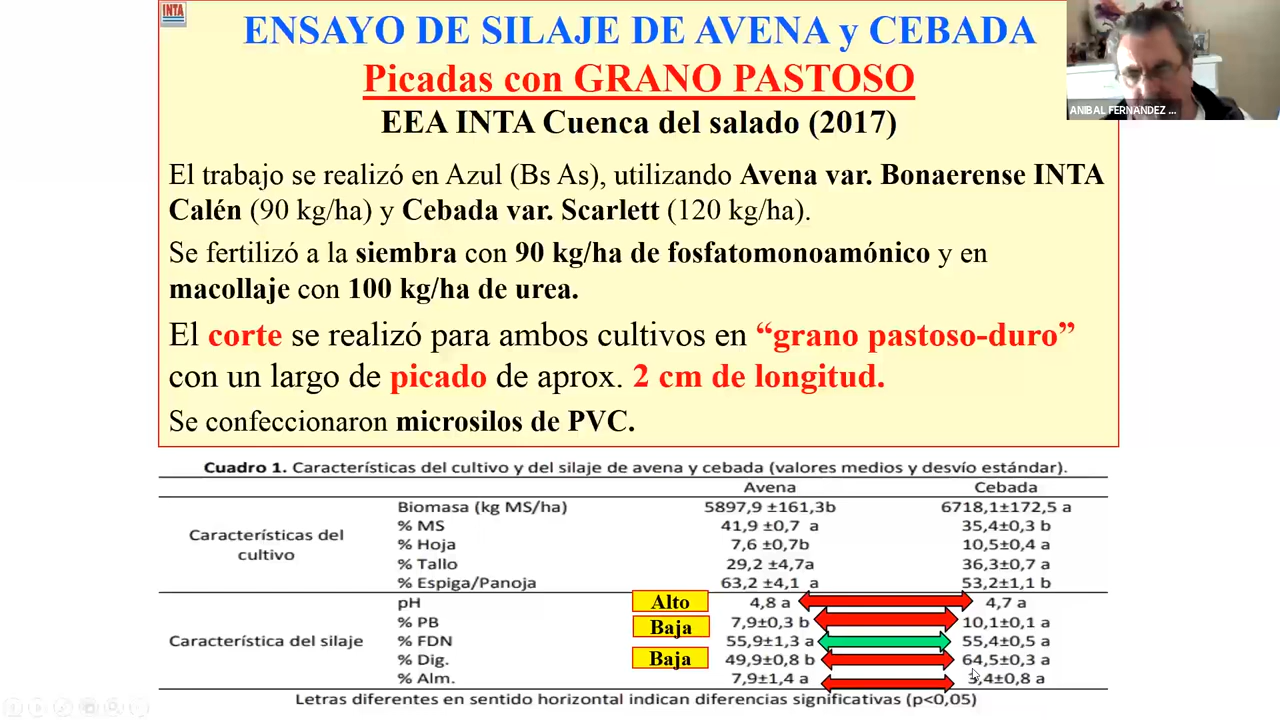 INTA
ENSAYO DE SILAJE DE AVENA y CEBADA
Picadas con GRANO PASTOSO
EEA INTA Cuenca del salado (2017)
ANIBAL FERNANDEZ ...
El trabajo se realizó en Azul (Bs As), utilizando Avena var. Bonaerense INTA
Calén (90 kg/ha) y Cebada var. Scarlett (120 kg/ha).
Se fertilizó a la siembra con 90 kg/ha de fosfatomonoamónico y en
macollaje con 100 kg/ha de urea.
El corte se realizó para ambos cultivos en “grano pastoso-duro”
con un largo de picado de aprox. 2 cm de longitud.
Se confeccionaron microsilos de PVC.
Cuadro 1. Características del cultivo y del silaje de avena y cebada (valores medios y desvío estándar).
Avena Cebada
Características del cultivo
Biomasa (kg MS/ha) 5897,9 ±161,3b 6718,1±172,5 a
% MS 41,9 ±0,7 a 35,4±0,3 b
% Hoja 7,6 ±0,7b 10,5±0,4 a
% Tallo 29,2 ±4,7a 36,3±0,7 a
% Espiga/Panoja 63,2 ±4,1 a 53,2±1,1 b
Característica del silaje
pH Alto 4,8 a 4,7 a
% PB Baja 7,9±0,3 b 10,1±0,1 a
% FDN 55,9±1,3 a 55,4±0,5 a
% Dig. Baja 49,9±0,8 b 64,5±0,3 a
% Alm. 7,9±1,4 a 3,4±0,8 a
Letras diferentes en sentido horizontal indican diferencias significativas (p<0,05)